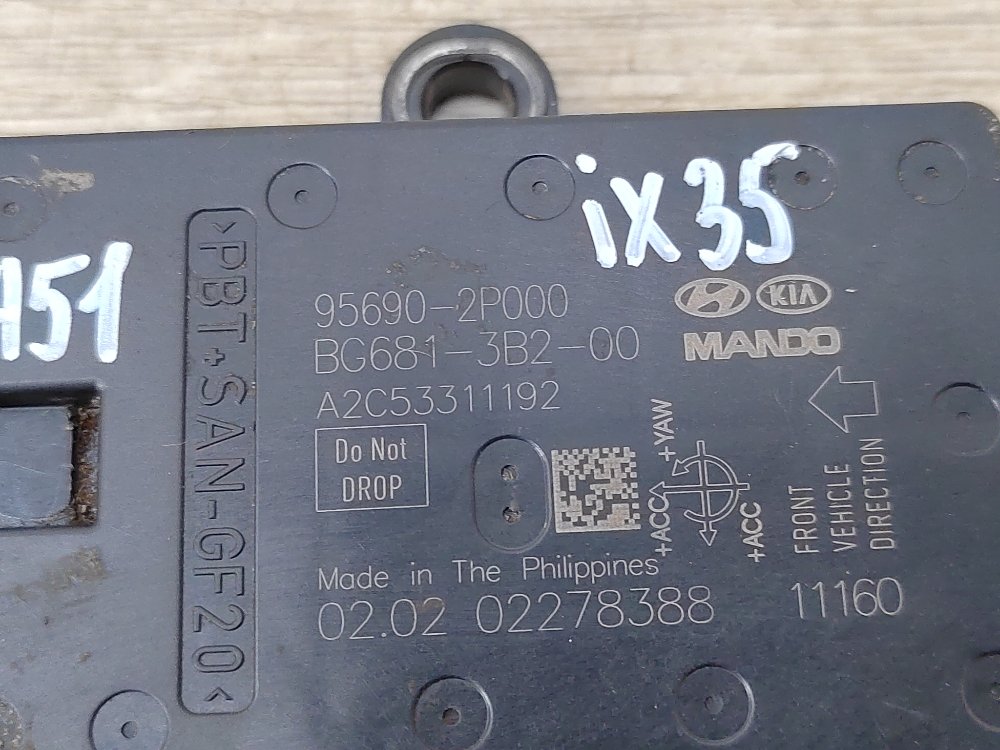 ix35
A51
>PBT+SAN-GF20<
95690-2P000
BG681-3B2-00
A2C53311192
KIA
MANDO
Do Not
DROP
+YAW
+ACC
+ACC
FRONT
VEHICLE
DIRECTION
Made in The Philippines
02.02 02278388
11160